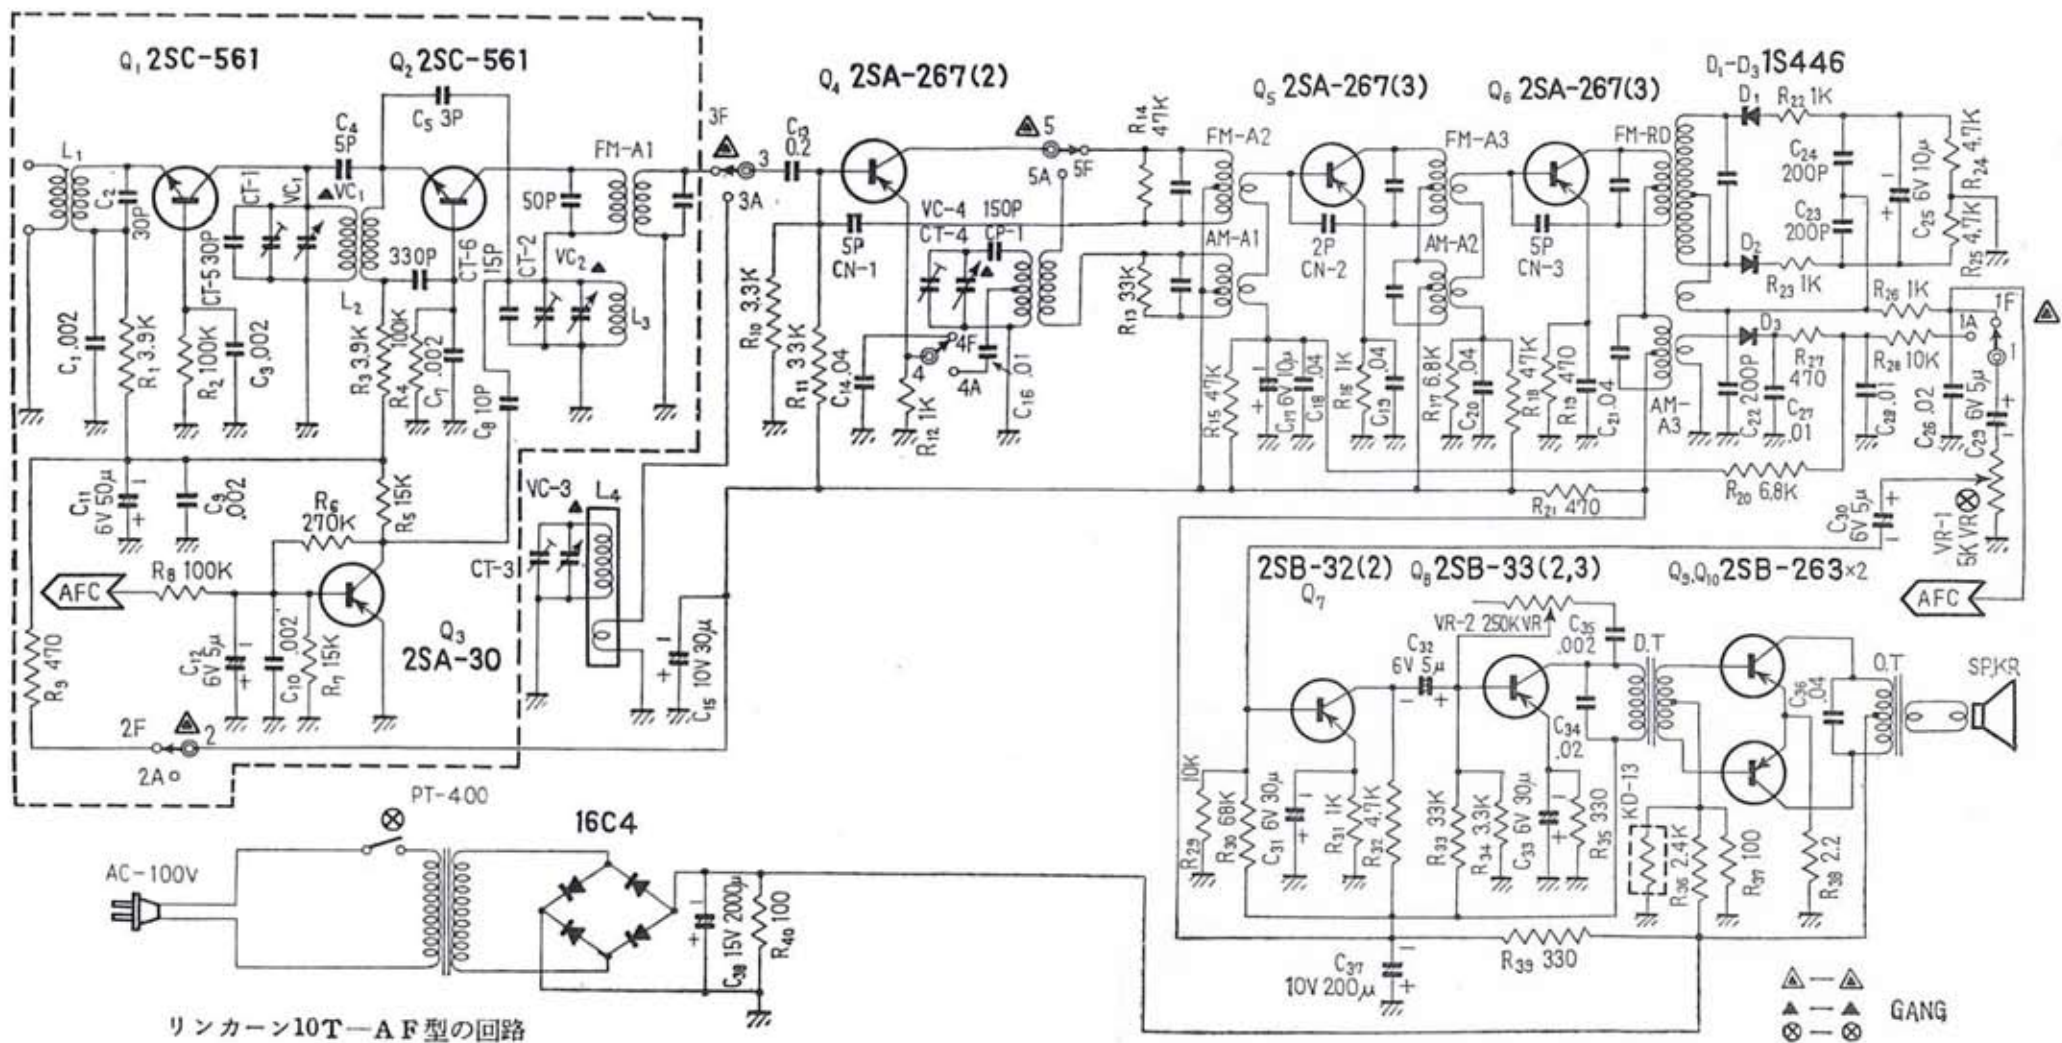 Q₁ 2SC-561
Q₂ 2SC-561
Q₄ 2SA-267(2)
Q₅ 2SA-267(3)
Q₆ 2SA-267(3)
D₁-D₃ 1S446
L₁
C₂
30P
C₁ .002
R₁ 3.9K
R₂ 100K
C₃ .002
CT-5 30P
CT-1
VC₁
VC₁
C₄
5P
C₅ 3P
L₂
330P
R₃ 3.9K
R₄
100K
C₇ .002
CT-6
15P
C₈ 10P
CT-2
VC₂
L₃
50P
FM-A1
3F
3
3A
C₁₃
0.2
5P
CN-1
R₁₀ 3.3K
R₁₁ 33K
C₁₄ .04
R₁₂ 1K
4
4F
4A
VC-4
CT-4
150P
CP-1
.01
C₁₆
5
5F
5A
R₁₄
47K
R₁₃ 33K
FM-A2
AM-A1
R₁₅ 47K
C₁₇ 6V 10μ
C₁₈ .04
2P
CN-2
R₁₆ 1K
C₁₉ .04
FM-A3
AM-A2
R₁₇ 6.8K
C₂₀ .04
R₁₈ 47K
5P
CN-3
R₁₉ 470
C₂₁ .04
FM-RD
AM-
A3
D₁
R₂₂ 1K
C₂₄
200P
C₂₃
200P
C₂₅ 6V 10μ
R₂₄ 4.7K
R₂₅ 4.7K
D₂
R₂₃ 1K
R₂₆ 1K
D₃
R₂₇
470
R₂₈
10K
1F
1A
1
C₂₂ 200P
C₂₇
.01
C₂₈ .01
C₂₆ .02
C₂₉ 6V 5μ
R₂₀ 6.8K
R₂₁ 470
C₃₀
6V 5μ
VR-1
5K VR
AFC
C₁₁
6V 50μ
C₉
.002
R₆
270K
R₅ 15K
AFC
R₈ 100K
C₁₂
6V 5μ
C₁₀
.002
R₇ 15K
Q₃
2SA-30
R₉ 470
2F
2
2A
VC-3
L₄
CT-3
C₁₅ 10V 30μ
2SB-32(2)
Q₇
Q₈ 2SB-33(2,3)
Q₉,Q₁₀ 2SB-263×2
VR-2 250KVR
C₃₅
.002
C₃₂
6V 5μ
D.T
C₃₄
.02
C₃₆
.04
O.T
SP,KR
R₂₉
10K
R₃₀ 68K
C₃₁ 6V 30μ
R₃₁ 1K
R₃₂ 4.7K
R₃₃ 33K
R₃₄ 3.3K
C₃₃ 6V 30μ
R₃₅ 330
KD-13
R₃₆ 2.4K
R₃₇ 100
R₃₈ 2.2
R₃₉ 330
C₃₇
10V 200μ
PT-400
AC-100V
16C4
C₃₈ 15V 200μ
R₄₀ 100
GANG
リンカーン10T—AF型の回路